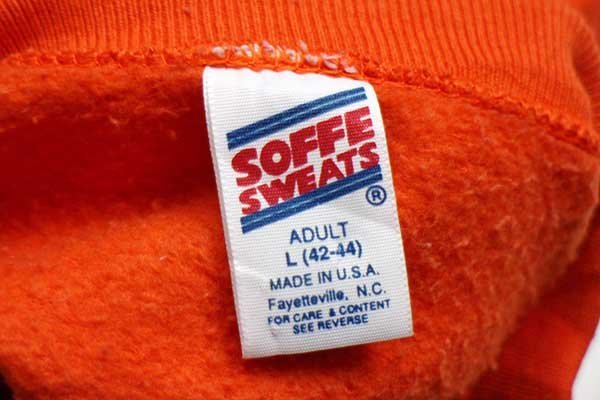 SOFFE
SWEATS
®
ADULT
L (42-44)
MADE IN U.S.A.
Fayetteville, N.C.
FOR CARE & CONTENT
SEE REVERSE